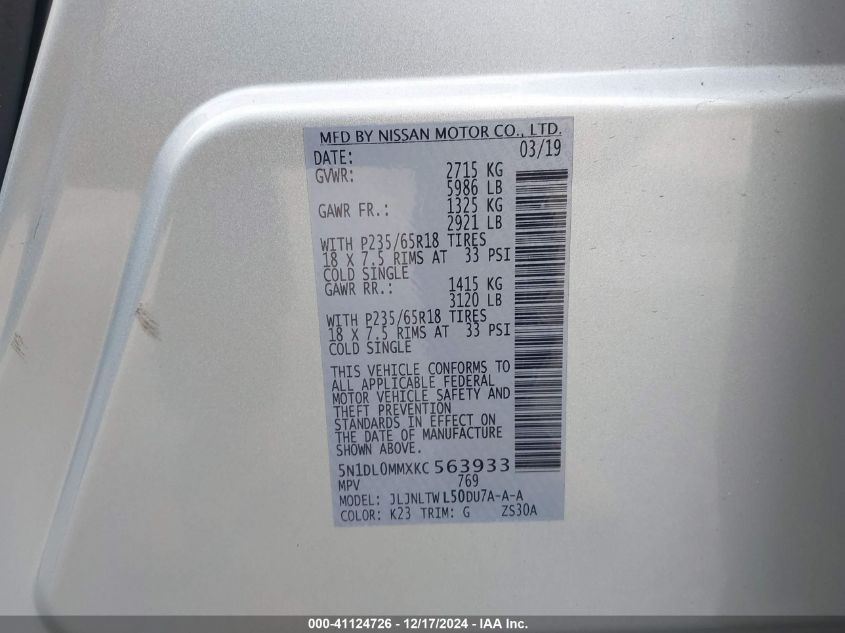 MFD BY NISSAN MOTOR CO., LTD.
DATE: 03/19
GVWR: 2715 KG
5986 LB
GAWR FR.: 1325 KG
2921 LB
WITH P235/65R18 TIRES
18 X 7.5 RIMS AT 33 PSI
COLD SINGLE
GAWR RR.: 1415 KG
3120 LB
WITH P235/65R18 TIRES
18 X 7.5 RIMS AT 33 PSI
COLD SINGLE
THIS VEHICLE CONFORMS TO
ALL APPLICABLE FEDERAL
MOTOR VEHICLE SAFETY AND
THEFT PREVENTION
STANDARDS IN EFFECT ON
THE DATE OF MANUFACTURE
SHOWN ABOVE.
5N1DL0MMXKC563933
MPV 769
MODEL: JLJNLTWL50DU7A-A-A
COLOR: K23 TRIM: G ZS30A
000-41124726 - 12/17/2024 - IAA Inc.